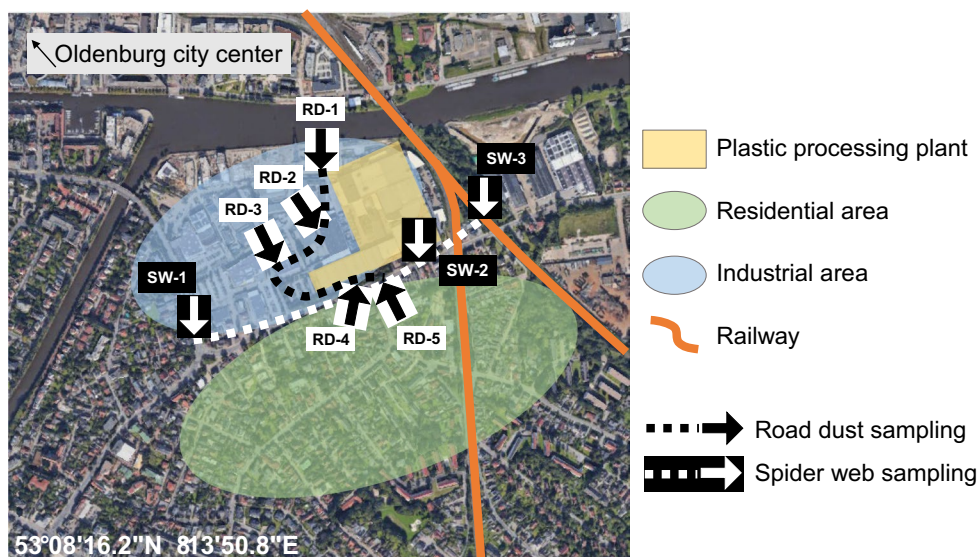 Oldenburg city center
RD-1
RD-2
SW-3
RD-3
SW-1
SW-2
RD-4
RD-5
53°08'16.2"N 8°13'50.8"E
Plastic processing plant
Residential area
Industrial area
Railway
Road dust sampling
Spider web sampling